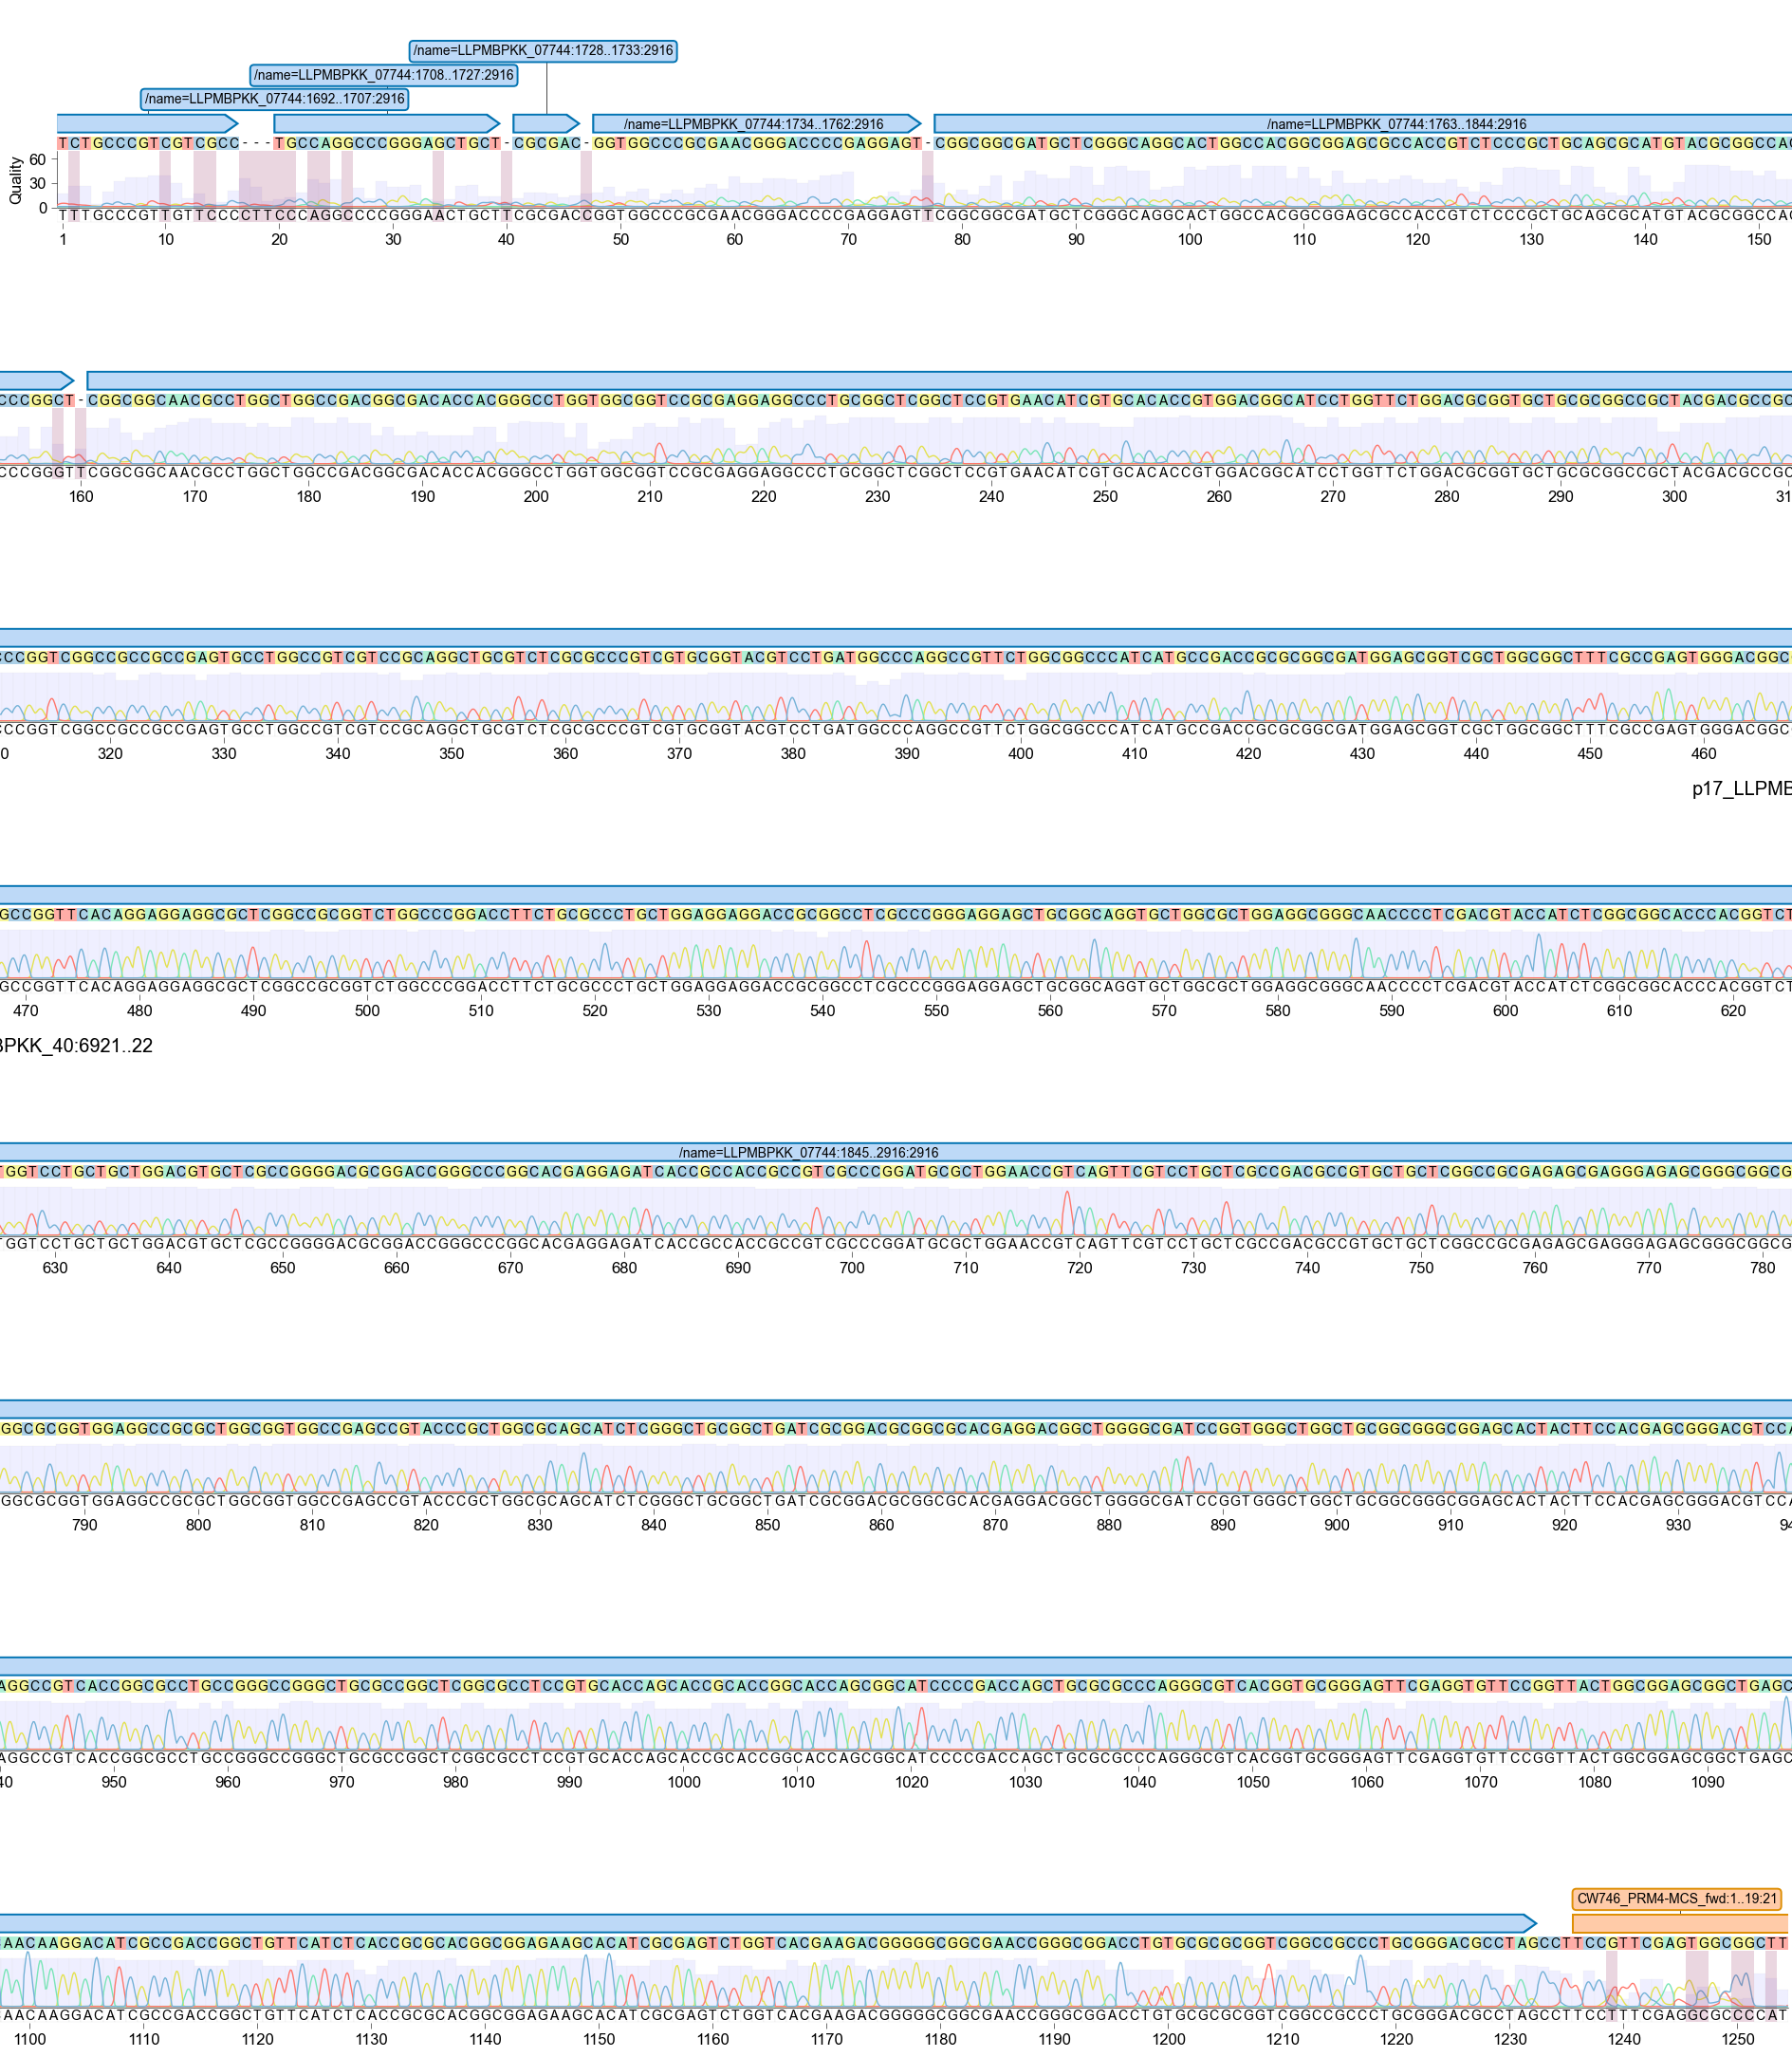 /name=LLPMBPKK_07744:1728..1733:2916
/name=LLPMBPKK_07744:1708..1727:2916
/name=LLPMBPKK_07744:1692..1707:2916
/name=LLPMBPKK_07744:1734..1762:2916
/name=LLPMBPKK_07744:1763..1844:2916
TCTGCCCGTCGTCGCC---TGCCAGGCCCGGGAGCTGCT-CGCGAC-GGTGGCCCGCGAACGGGACCCCGAGGAGT-CGGCGGCGATGCTCGGGCAGGCACTGGCCACGGCGGAGCGCCACCGTCTCCCGCTGCAGCGCATGTACGCGGCCAC
Quality
60
30
0
TTTGCCCGTTGTTCCCCTTCCCAGGCCCCGGGAACTGCTTCGCGACCGGTGGCCCGCGAACGGGACCCCGAGGAGTTCGGCGGCGATGCTCGGGCAGGCACTGGCCACGGCGGAGCGCCACCGTCTCCCGCTGCAGCGCATGTACGCGGCCAC
1 10 20 30 40 50 60 70 80 90 100 110 120 130 140 150
CCCGGCT-CGGCGGCAACGCCTGGCTGGCCGACGGCGACACCACGGGCCTGGTGGCGGTCCGCGAGGAGGCCCTGCGGCTCGGCTCCGTGAACATCGTGCACACCGTGGACGGCATCCTGGTTCTGGACGCGGTGCTGCGCGGCCGCTACGACGCCGC
CCCGGGTTCGGCGGCAACGCCTGGCTGGCCGACGGCGACACCACGGGCCTGGTGGCGGTCCGCGAGGAGGCCCTGCGGCTCGGCTCCGTGAACATCGTGCACACCGTGGACGGCATCCTGGTTCTGGACGCGGTGCTGCGCGGCCGCTACGACGCCGC
160 170 180 190 200 210 220 230 240 250 260 270 280 290 300 31
CCCGGTCGGCCGCCGCCGAGTGCCTGGCCGTCGTCCGCAGGCTGCGTCTCGCGCCCGTCGTGCGGTACGTCCTGATGGCCCAGGCCGTTCTGGCGGCCCATCATGCCGACCGCGCGGCGATGGAGCGGTCGCTGGCGGCTTTCGCCGAGTGGGACGGC
CCCGGTCGGCCGCCGCCGAGTGCCTGGCCGTCGTCCGCAGGCTGCGTCTCGCGCCCGTCGTGCGGTACGTCCTGATGGCCCAGGCCGTTCTGGCGGCCCATCATGCCGACCGCGCGGCGATGGAGCGGTCGCTGGCGGCTTTCGCCGAGTGGGACGGC
0 320 330 340 350 360 370 380 390 400 410 420 430 440 450 460
p17_LLPMB
GCCGGTTCACAGGAGGAGGCGCTCGGCCGCGGTCTGGCCCGGACCTTCTGCGCCCTGCTGGAGGAGGACCGCGGCCTCGCCCGGGAGGAGCTGCGGCAGGTGCTGGCGCTGGAGGCGGGCAACCCCTCGACGTACCATCTCGGCGGCACCCACGGTCT
GCCGGTTCACAGGAGGAGGCGCTCGGCCGCGGTCTGGCCCGGACCTTCTGCGCCCTGCTGGAGGAGGACCGCGGCCTCGCCCGGGAGGAGCTGCGGCAGGTGCTGGCGCTGGAGGCGGGCAACCCCTCGACGTACCATCTCGGCGGCACCCACGGTCT
470 480 490 500 510 520 530 540 550 560 570 580 590 600 610 620
BPKK_40:6921..22
/name=LLPMBPKK_07744:1845..2916:2916
GGTCCTGCTGCTGGACGTGCTCGCCGGGGACGCGGACCGGGCCCGGCACGAGGAGATCACCGCCACCGCCGTCGCCCGGATGCGCTGGAACCGTCAGTTCGTCCTGCTCGCCGACGCCGTGCTGCTCGGCCGCGAGAGCGAGGGAGAGCGGGCGGCG
GGTCCTGCTGCTGGACGTGCTCGCCGGGGACGCGGACCGGGCCCGGCACGAGGAGATCACCGCCACCGCCGTCGCCCGGATGCGCTGGAACCGTCAGTTCGTCCTGCTCGCCGACGCCGTGCTGCTCGGCCGCGAGAGCGAGGGAGAGCGGGCGGCG
630 640 650 660 670 680 690 700 710 720 730 740 750 760 770 780
GGCGCGGTGGAGGCCGCGCTGGCGGTGGCCGAGCCGTACCCGCTGGCGCAGCATCTCGGGCTGCGGCTGATCGCGGACGCGGCGCACGAGGACGGCTGGGGCGATCCGGTGGGCTGGCTGCGGCGGGCGGAGCACTACTTCCACGAGCGGGACGTCCA
GGCGCGGTGGAGGCCGCGCTGGCGGTGGCCGAGCCGTACCCGCTGGCGCAGCATCTCGGGCTGCGGCTGATCGCGGACGCGGCGCACGAGGACGGCTGGGGCGATCCGGTGGGCTGGCTGCGGCGGGCGGAGCACTACTTCCACGAGCGGGACGTCCA
790 800 810 820 830 840 850 860 870 880 890 900 910 920 930 94
AGGCCGTCACCGGCGCCTGCCGGGCCGGGCTGCGCCGGCTCGGCGCCTCCGTGCACCAGCACCGCACCGGCACCAGCGGCATCCCCGACCAGCTGCGCGCCCAGGGCGTCACGGTGCGGGAGTTCGAGGTGTTCCGGTTACTGGCGGAGCGGCTGAGC
AGGCCGTCACCGGCGCCTGCCGGGCCGGGCTGCGCCGGCTCGGCGCCTCCGTGCACCAGCACCGCACCGGCACCAGCGGCATCCCCGACCAGCTGCGCGCCCAGGGCGTCACGGTGCGGGAGTTCGAGGTGTTCCGGTTACTGGCGGAGCGGCTGAGC
40 950 960 970 980 990 1000 1010 1020 1030 1040 1050 1060 1070 1080 1090
CW746_PRM4-MCS_fwd:1..19:21
AACAAGGACATCGCCGACCGGCTGTTCATCTCACCGCGCACGGCGGAGAAGCACATCGCGAGTCTGGTCACGAAGACGGGGGCGGCGAACCGGGCGGACCTGTGCGCGCGGTCGGCCGCCCTGCGGGACGCCTAGCCTTCCGTTCGAGTGGCGGCTT
AACAAGGACATCGCCGACCGGCTGTTCATCTCACCGCGCACGGCGGAGAAGCACATCGCGAGTCTGGTCACGAAGACGGGGGCGGCGAACCGGGCGGACCTGTGCGCGCGGTCGGCCGCCCTGCGGGACGCCTAGCCTTCCTTTCGAGGCGCCCCAT
1100 1110 1120 1130 1140 1150 1160 1170 1180 1190 1200 1210 1220 1230 1240 1250